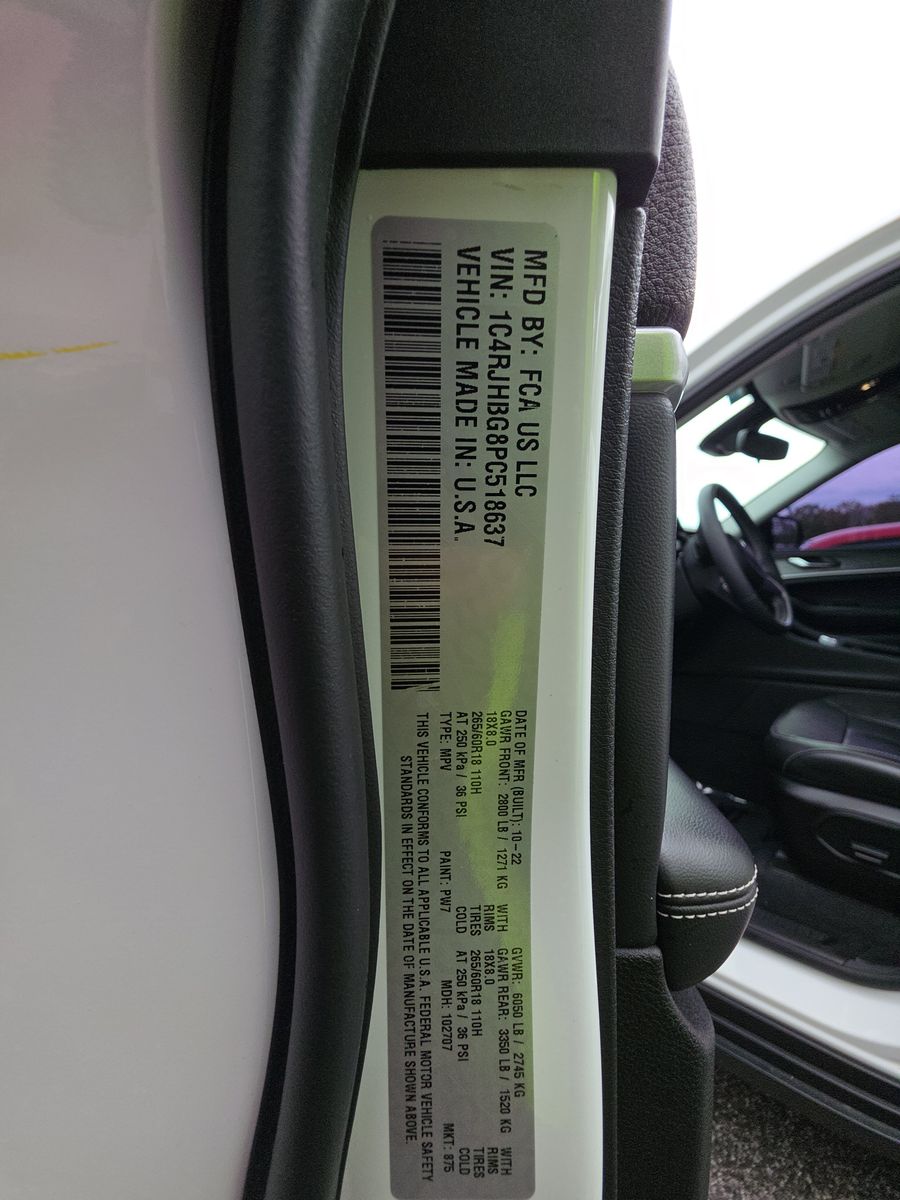 MFD BY: FCA US LLC
VIN: 1C4RJHBG8PC518637
VEHICLE MADE IN: U.S.A.
DATE OF MFR (BUILT): 10-22 GVWR: 6050 LB / 2745 KG
GAWR FRONT: 2800 LB / 1271 KG WITH GAWR REAR: 3350 LB / 1520 KG WITH
18X8.0 RIMS 18X8.0 RIMS
265/60R18 110H TIRES 265/60R18 110H TIRES
AT 250 kPa / 36 PSI COLD AT 250 kPa / 36 PSI COLD
TYPE: MPV PAINT: PW7 MDH: 102707 MKT: 875
THIS VEHICLE CONFORMS TO ALL APPLICABLE U.S.A. FEDERAL MOTOR VEHICLE SAFETY
STANDARDS IN EFFECT ON THE DATE OF MANUFACTURE SHOWN ABOVE.